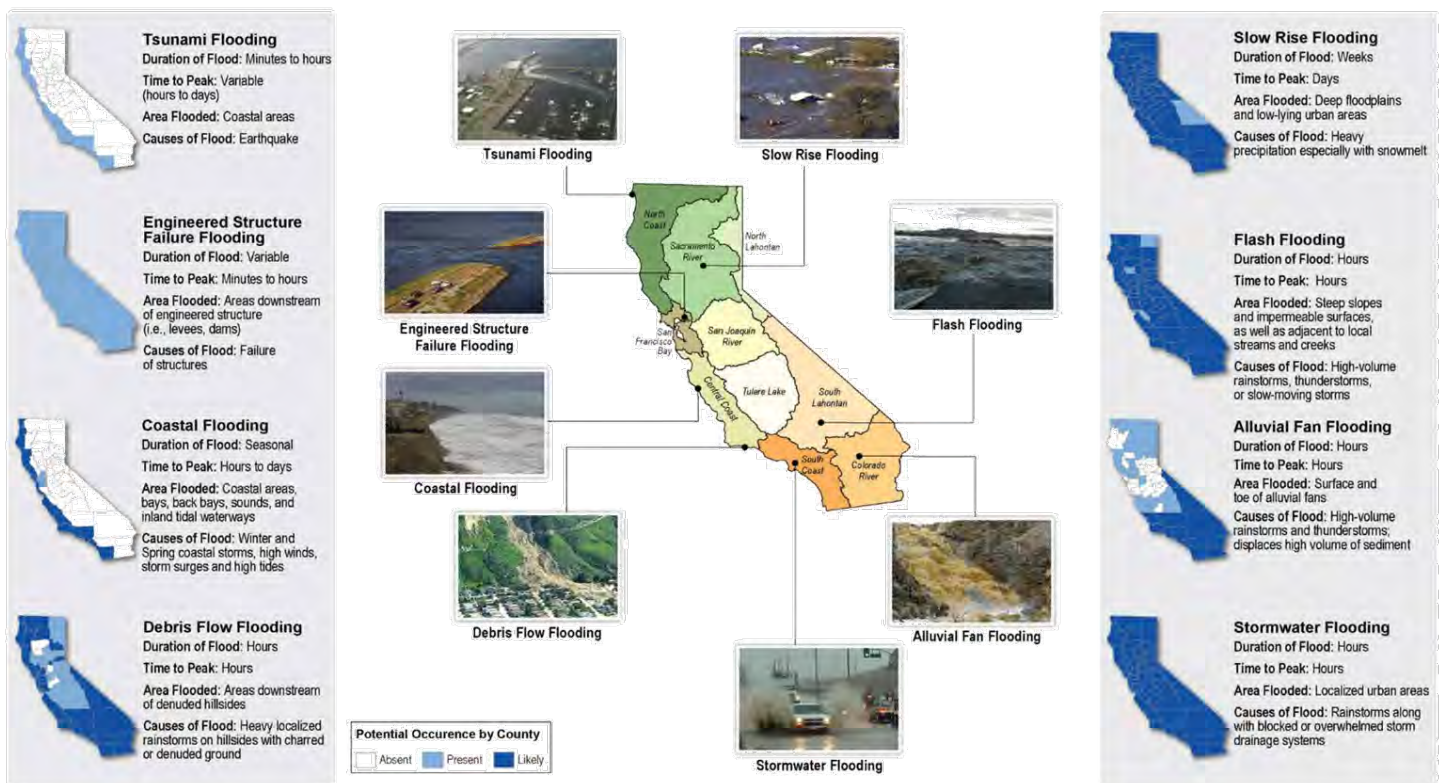 Tsunami Flooding
Duration of Flood: Minutes to hours
Time to Peak: Variable
(hours to days)
Area Flooded: Coastal areas
Causes of Flood: Earthquake
Engineered Structure
Failure Flooding
Duration of Flood: Variable
Time to Peak: Minutes to hours
Area Flooded: Areas downstream
of engineered structure
(i.e., levees, dams)
Causes of Flood: Failure
of structures
Coastal Flooding
Duration of Flood: Seasonal
Time to Peak: Hours to days
Area Flooded: Coastal areas,
bays, back bays, sounds, and
inland tidal waterways
Causes of Flood: Winter and
Spring coastal storms, high winds,
storm surges and high tides
Debris Flow Flooding
Duration of Flood: Hours
Time to Peak: Hours
Area Flooded: Areas downstream
of denuded hillsides
Causes of Flood: Heavy localized
rainstorms on hillsides with charred
or denuded ground
Tsunami Flooding
Slow Rise Flooding
Engineered Structure
Failure Flooding
Flash Flooding
Coastal Flooding
Debris Flow Flooding
Alluvial Fan Flooding
Stormwater Flooding
North
Coast
Sacramento
River
North
Lahontan
San
Francisco
Bay
San Joaquin
River
Central Coast
Tulare Lake
South
Lahontan
South
Coast
Colorado
River
Potential Occurence by County
Absent
Present
Likely
Slow Rise Flooding
Duration of Flood: Weeks
Time to Peak: Days
Area Flooded: Deep floodplains
and low-lying urban areas
Causes of Flood: Heavy
precipitation especially with snowmelt
Flash Flooding
Duration of Flood: Hours
Time to Peak: Hours
Area Flooded: Steep slopes
and impermeable surfaces,
as well as adjacent to local
streams and creeks
Causes of Flood: High-volume
rainstorms, thunderstorms,
or slow-moving storms
Alluvial Fan Flooding
Duration of Flood: Hours
Time to Peak: Hours
Area Flooded: Surface and
toe of alluvial fans
Causes of Flood: High-volume
rainstorms and thunderstorms;
displaces high volume of sediment
Stormwater Flooding
Duration of Flood: Hours
Time to Peak: Hours
Area Flooded: Localized urban areas
Causes of Flood: Rainstorms along
with blocked or overwhelmed storm
drainage systems